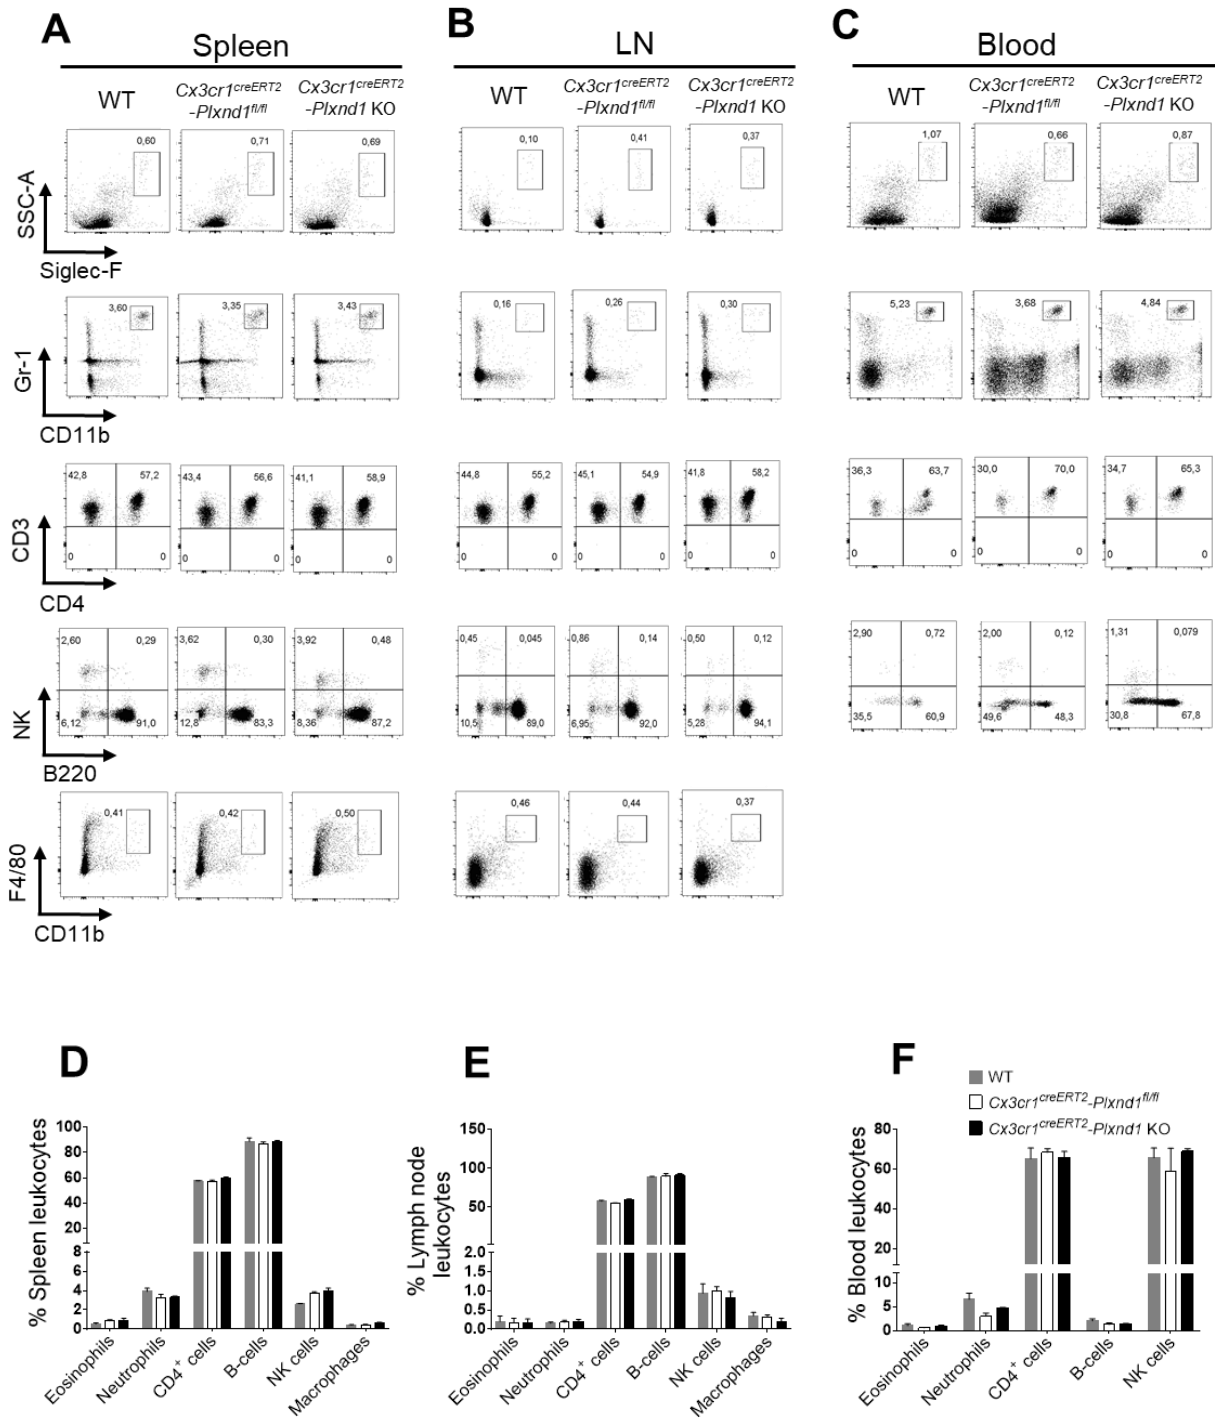 A
B
C
Spleen
LN
Blood
WT
Cx3cr1creERT2
-Plxnd1fl/fl
Cx3cr1creERT2
-Plxnd1 KO
WT
Cx3cr1creERT2
-Plxnd1fl/fl
Cx3cr1creERT2
-Plxnd1 KO
WT
Cx3cr1creERT2
-Plxnd1fl/fl
Cx3cr1creERT2
-Plxnd1 KO
SSC-A
0,60 0,71 0,69 0,10 0,41 0,37 1,07 0,66 0,87
Siglec-F
Gr-1
3,60 3,35 3,43 0,16 0,26 0,30 5,23 3,68 4,84
CD11b
CD3
42,8 57,2 43,4 56,6 41,1 58,9 44,8 55,2 45,1 54,9 41,8 58,2 36,3 63,7 30,0 70,0 34,7 65,3
0 0 0 0 0 0 0 0 0 0 0 0 0 0 0 0 0 0
CD4
NK
2,60 0,29 3,62 0,30 3,92 0,48 0,45 0,045 0,86 0,14 0,50 0,12 2,90 0,72 2,00 0,12 1,31 0,079
6,12 91,0 12,8 83,3 8,36 87,2 10,5 89,0 6,95 92,0 5,28 94,1 35,5 60,9 49,6 48,3 30,8 67,8
B220
F4/80
0,41 0,42 0,50 0,46 0,44 0,37
CD11b
D
% Spleen leukocytes
100
80
60
40
20
8
6
4
2
0
Eosinophils
Neutrophils
CD4+ cells
B-cells
NK cells
Macrophages
E
% Lymph node
leukocytes
150
100
50
2.0
1.5
1.0
0.5
0.0
Eosinophils
Neutrophils
CD4+ cells
B-cells
NK cells
Macrophages
F
WT
Cx3cr1creERT2-Plxnd1fl/fl
Cx3cr1creERT2-Plxnd1 KO
% Blood leukocytes
80
60
40
20
10
5
0
Eosinophils
Neutrophils
CD4+ cells
B-cells
NK cells